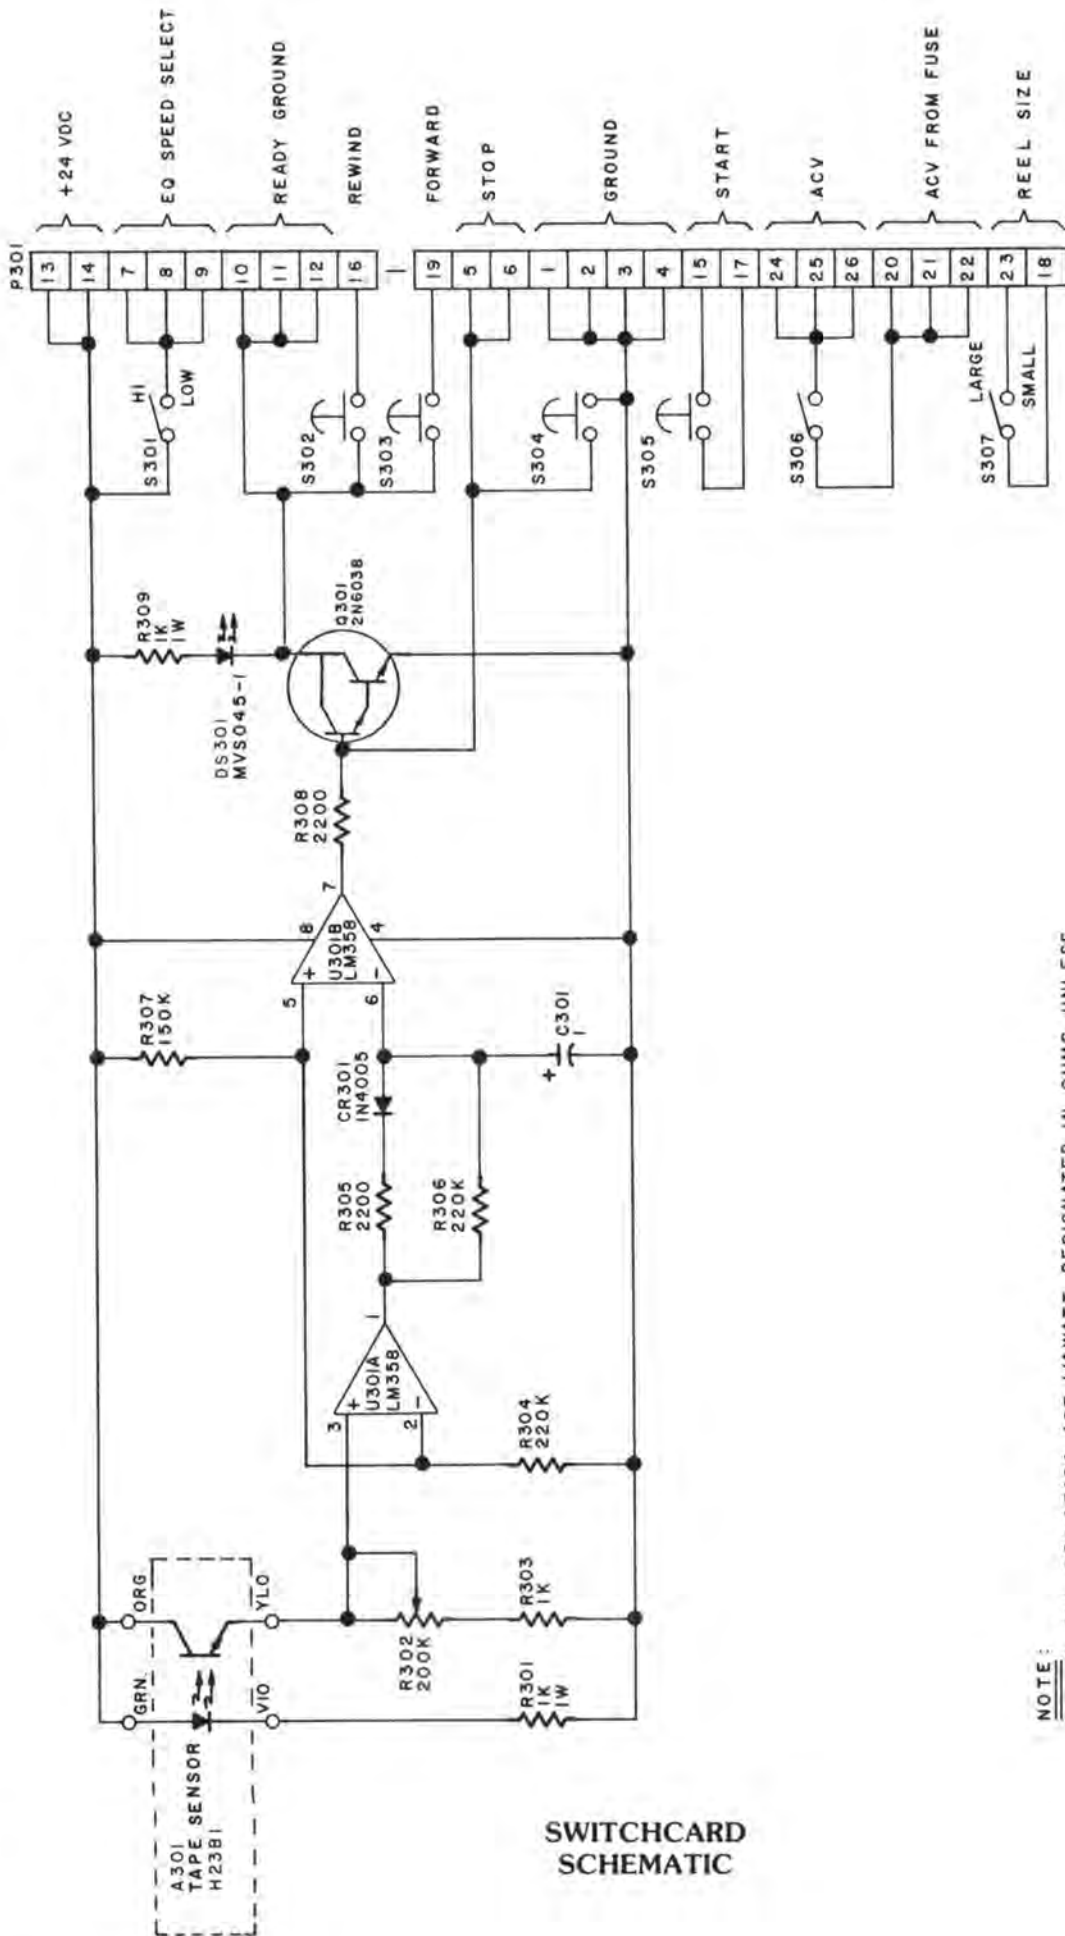 P301
13
14
7
8
9
10
11
12
16
1
19
5
6
1
2
3
4
15
17
24
25
26
20
21
22
23
18
+24 VDC
EQ SPEED SELECT
READY GROUND
REWIND
FORWARD
STOP
GROUND
START
ACV
ACV FROM FUSE
REEL SIZE
S301
HI
LOW
S302
S303
S304
S305
S306
S307
LARGE
SMALL
R309
1K
1W
DS301
MVS045-1
Q301
2N6038
R308
2200
7
8
4
U301B
LM358
+
-
5
6
R307
150K
CR301
1N4005
C301
1
+
R305
2200
R306
220K
1
U301A
LM358
+
-
3
2
R304
220K
ORG
YLO
GRN
VIO
R302
200K
R303
1K
R301
1K
1W
A301
TAPE SENSOR
H23B1
SWITCHCARD
SCHEMATIC
NOTE: